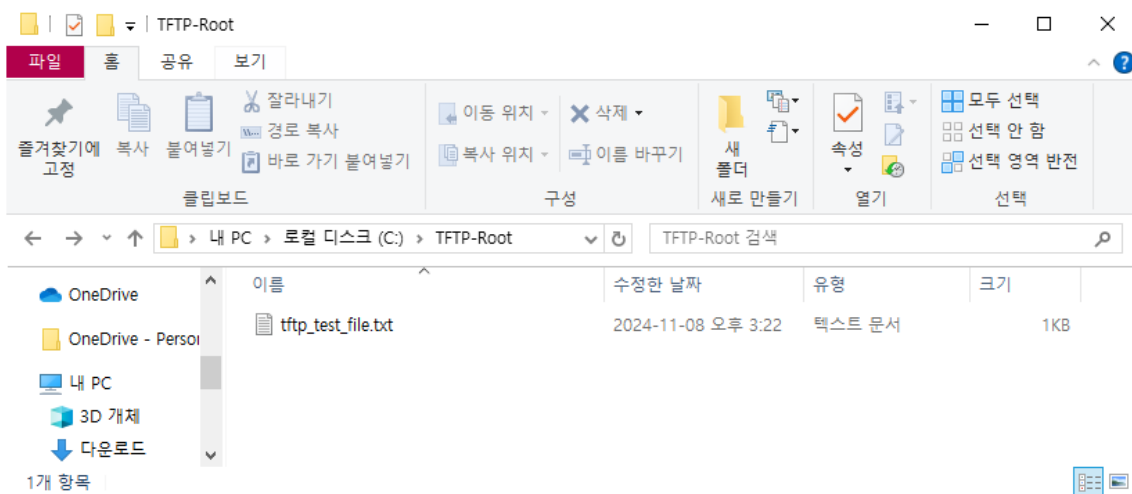 TFTP-Root
파일 홈 공유 보기
잘라내기
경로 복사
바로 가기 붙여넣기
즐겨찾기에 고정
복사
붙여넣기
클립보드
이동 위치
복사 위치
삭제
이름 바꾸기
구성
새 폴더
새로 만들기
속성
열기
모두 선택
선택 안 함
선택 영역 반전
선택
내 PC > 로컬 디스크 (C:) > TFTP-Root
TFTP-Root 검색
이름 수정한 날짜 유형 크기
tftp_test_file.txt 2024-11-08 오후 3:22 텍스트 문서 1KB
OneDrive
OneDrive - Person
내 PC
3D 개체
다운로드
1개 항목